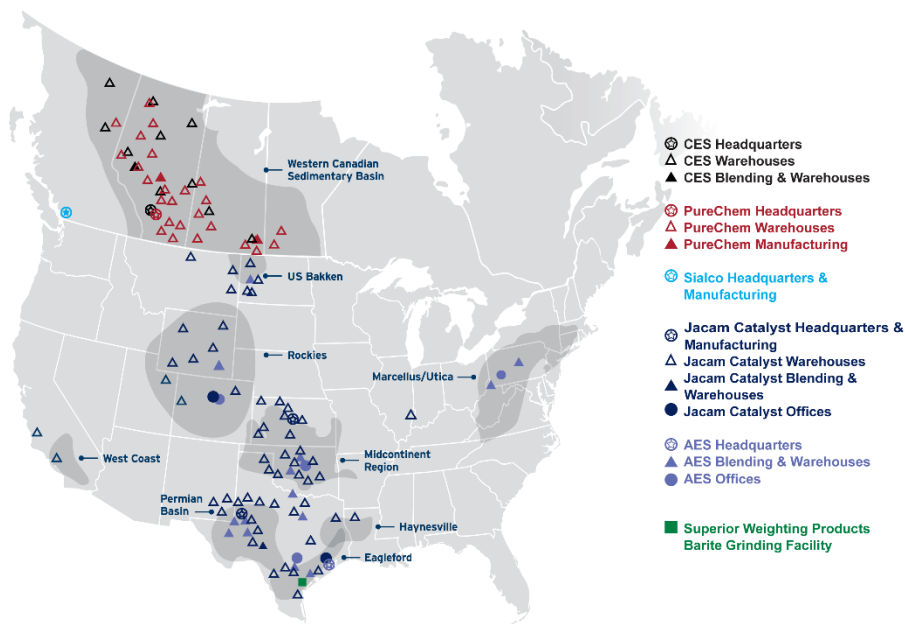 Western Canadian
Sedimentary Basin
US Bakken
Rockies
Marcellus/Utica
West Coast
Midcontinent
Region
Permian
Basin
Haynesville
Eagleford
CES Headquarters
CES Warehouses
CES Blending & Warehouses
PureChem Headquarters
PureChem Warehouses
PureChem Manufacturing
Sialco Headquarters &
Manufacturing
Jacam Catalyst Headquarters &
Manufacturing
Jacam Catalyst Warehouses
Jacam Catalyst Blending &
Warehouses
Jacam Catalyst Offices
AES Headquarters
AES Blending & Warehouses
AES Offices
Superior Weighting Products
Barite Grinding Facility